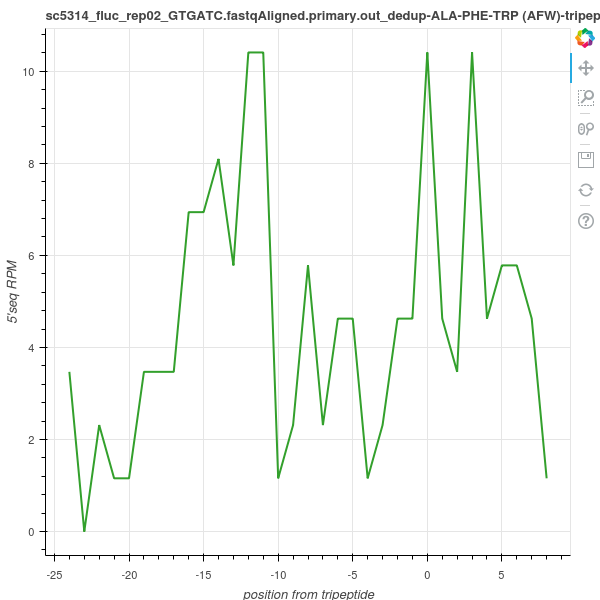 sc5314_fluc_rep02_GTGATC.fastqAligned.primary.out_dedup-ALA-PHE-TRP (AFW)-tripep
10
8
6
4
2
0
5'seq RPM
-25 -20 -15 -10 -5 0 5
position from tripeptide